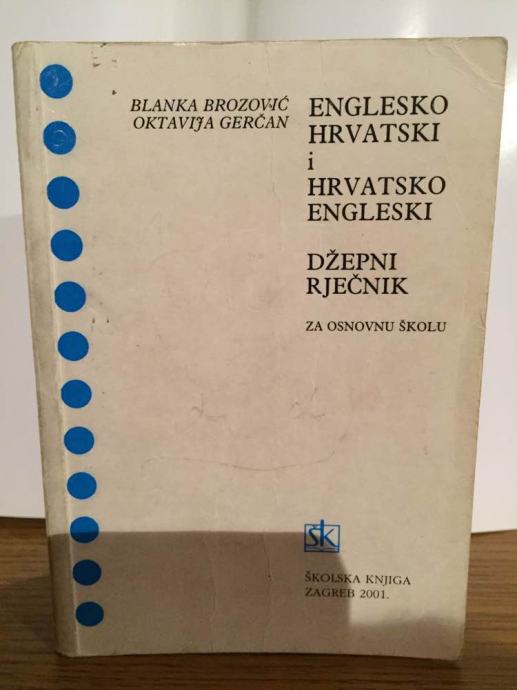 BLANKA BROZOVIĆ
OKTAVIJA GERČAN
ENGLESKO
HRVATSKI
i
HRVATSKO
ENGLESKI
DŽEPNI
RJEČNIK
ZA OSNOVNU ŠKOLU
šk
ŠKOLSKA KNJIGA
ZAGREB 2001.